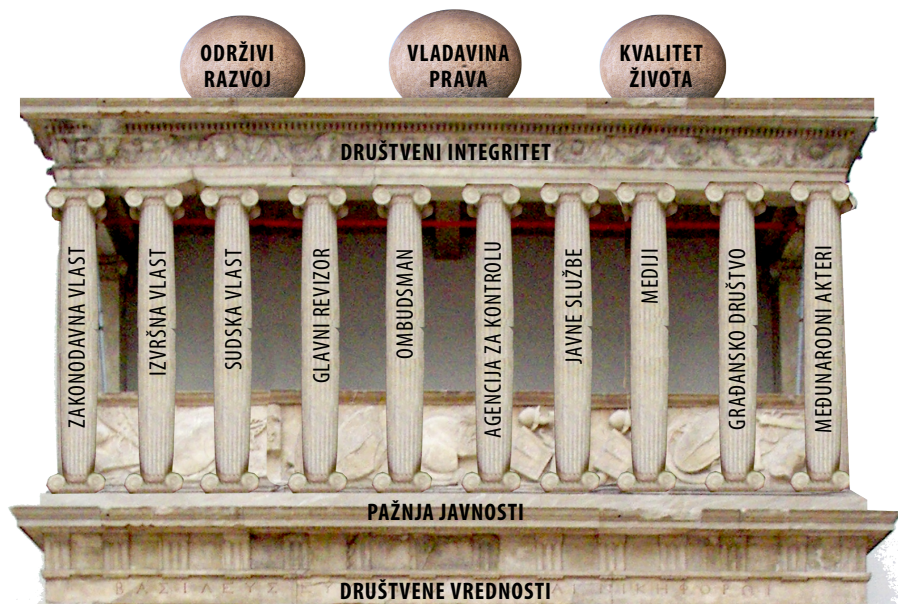 ODRŽIVI
RAZVOJ
VLADAVINA
PRAVA
KVALITET
ŽIVOTA
DRUŠTVENI INTEGRITET
ZAKONODAVNA VLAST
IZVRŠNA VLAST
SUDSKA VLAST
GLAVNI REVIZOR
OMBUDSMAN
AGENCIJA ZA KONTROLU
JAVNE SLUŽBE
MEDIJI
GRAĐANSKO DRUŠTVO
MEĐUNARODNI AKTERI
PAŽNJA JAVNOSTI
DRUŠTVENE VREDNOSTI
ΒΑΣΙΛΕΥΣ